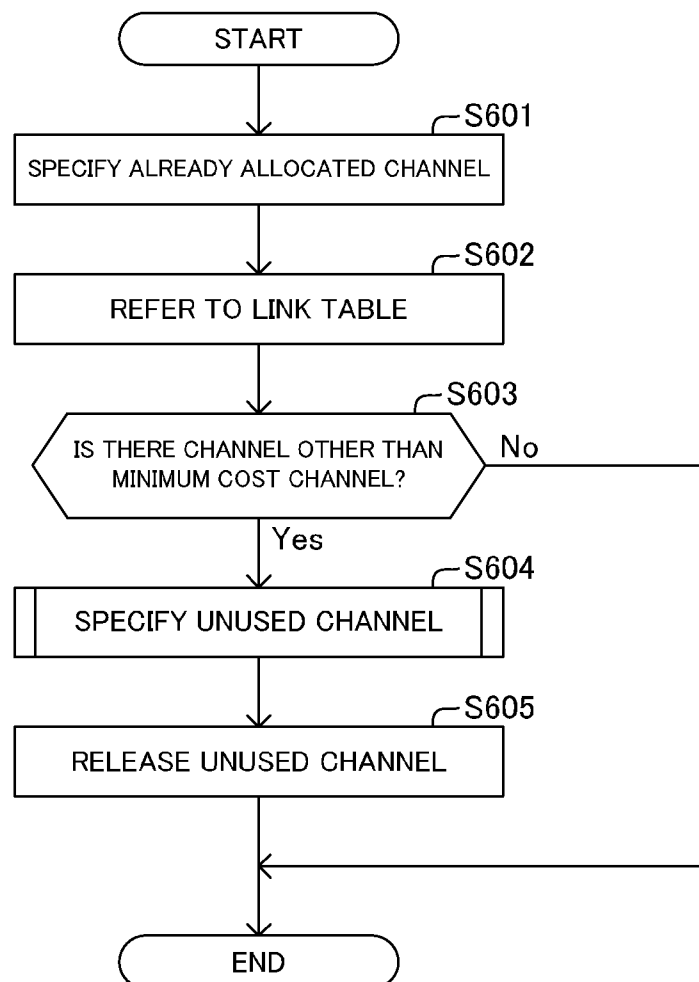 START
S601
SPECIFY ALREADY ALLOCATED CHANNEL
S602
REFER TO LINK TABLE
S603
IS THERE CHANNEL OTHER THAN
MINIMUM COST CHANNEL?
No
Yes
S604
SPECIFY UNUSED CHANNEL
S605
RELEASE UNUSED CHANNEL
END